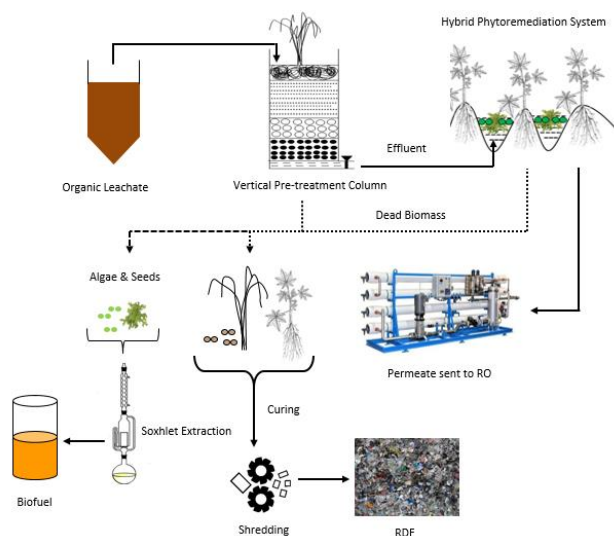 Hybrid Phytoremediation System
Organic Leachate
Vertical Pre-treatment Column
Effluent
Dead Biomass
Algae & Seeds
Permeate sent to RO
Curing
Soxhlet Extraction
Biofuel
Shredding
RDF